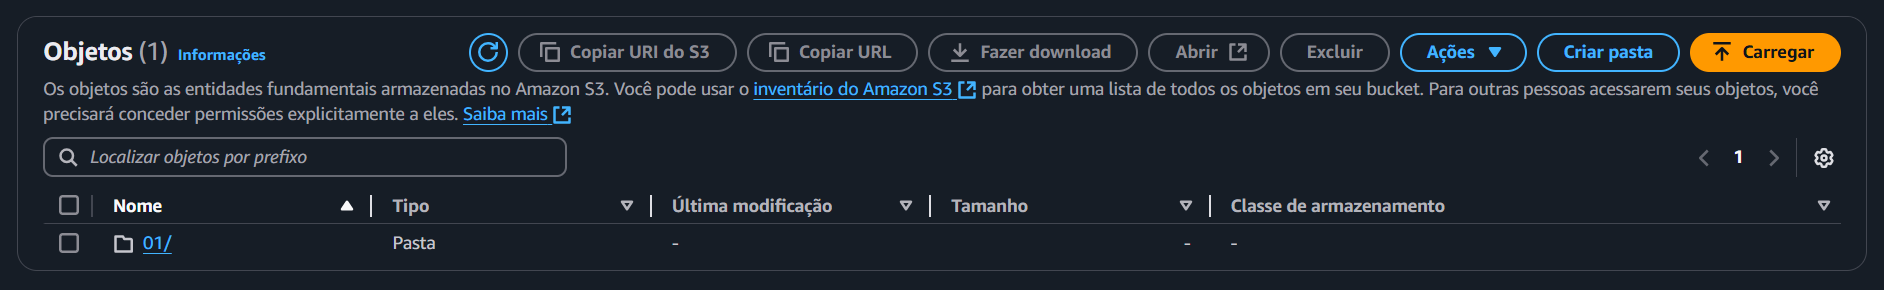 Objetos (1) Informações Copiar URI do S3 Copiar URL Fazer download Abrir Excluir Ações Criar pasta Carregar
Os objetos são as entidades fundamentais armazenadas no Amazon S3. Você pode usar o inventário do Amazon S3 para obter uma lista de todos os objetos em seu bucket. Para outras pessoas acessarem seus objetos, você
precisará conceder permissões explicitamente a eles. Saiba mais
Localizar objetos por prefixo 1
Nome Tipo Última modificação Tamanho Classe de armazenamento
01/ Pasta - - -